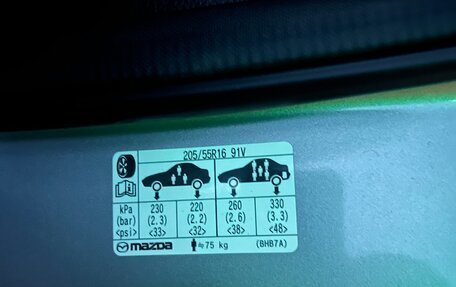 205/55R16 91V
kPa 230 220 260 330
(bar) (2.3) (2.2) (2.6) (3.3)
<psi> <33> <32> <38> <48>
mazda ≒75 kg (BHB7A)